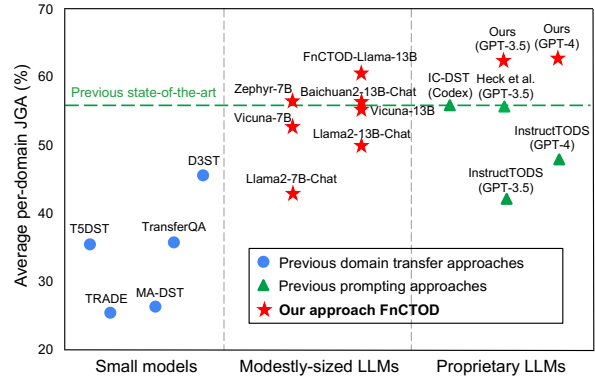 70
60
50
40
30
20
Average per-domain JGA (%)
Previous state-of-the-art
T5DST
TRADE
MA-DST
TransferQA
D3ST
FnCTOD-Llama-13B
Zephyr-7B
Baichuan2-13B-Chat
Vicuna-13B
Vicuna-7B
Llama2-13B-Chat
Llama2-7B-Chat
Ours
(GPT-3.5)
Ours
(GPT-4)
IC-DST
(Codex)
Heck et al.
(GPT-3.5)
InstructTODS
(GPT-4)
InstructTODS
(GPT-3.5)
Previous domain transfer approaches
Previous prompting approaches
Our approach FnCTOD
Small models
Modestly-sized LLMs
Proprietary LLMs